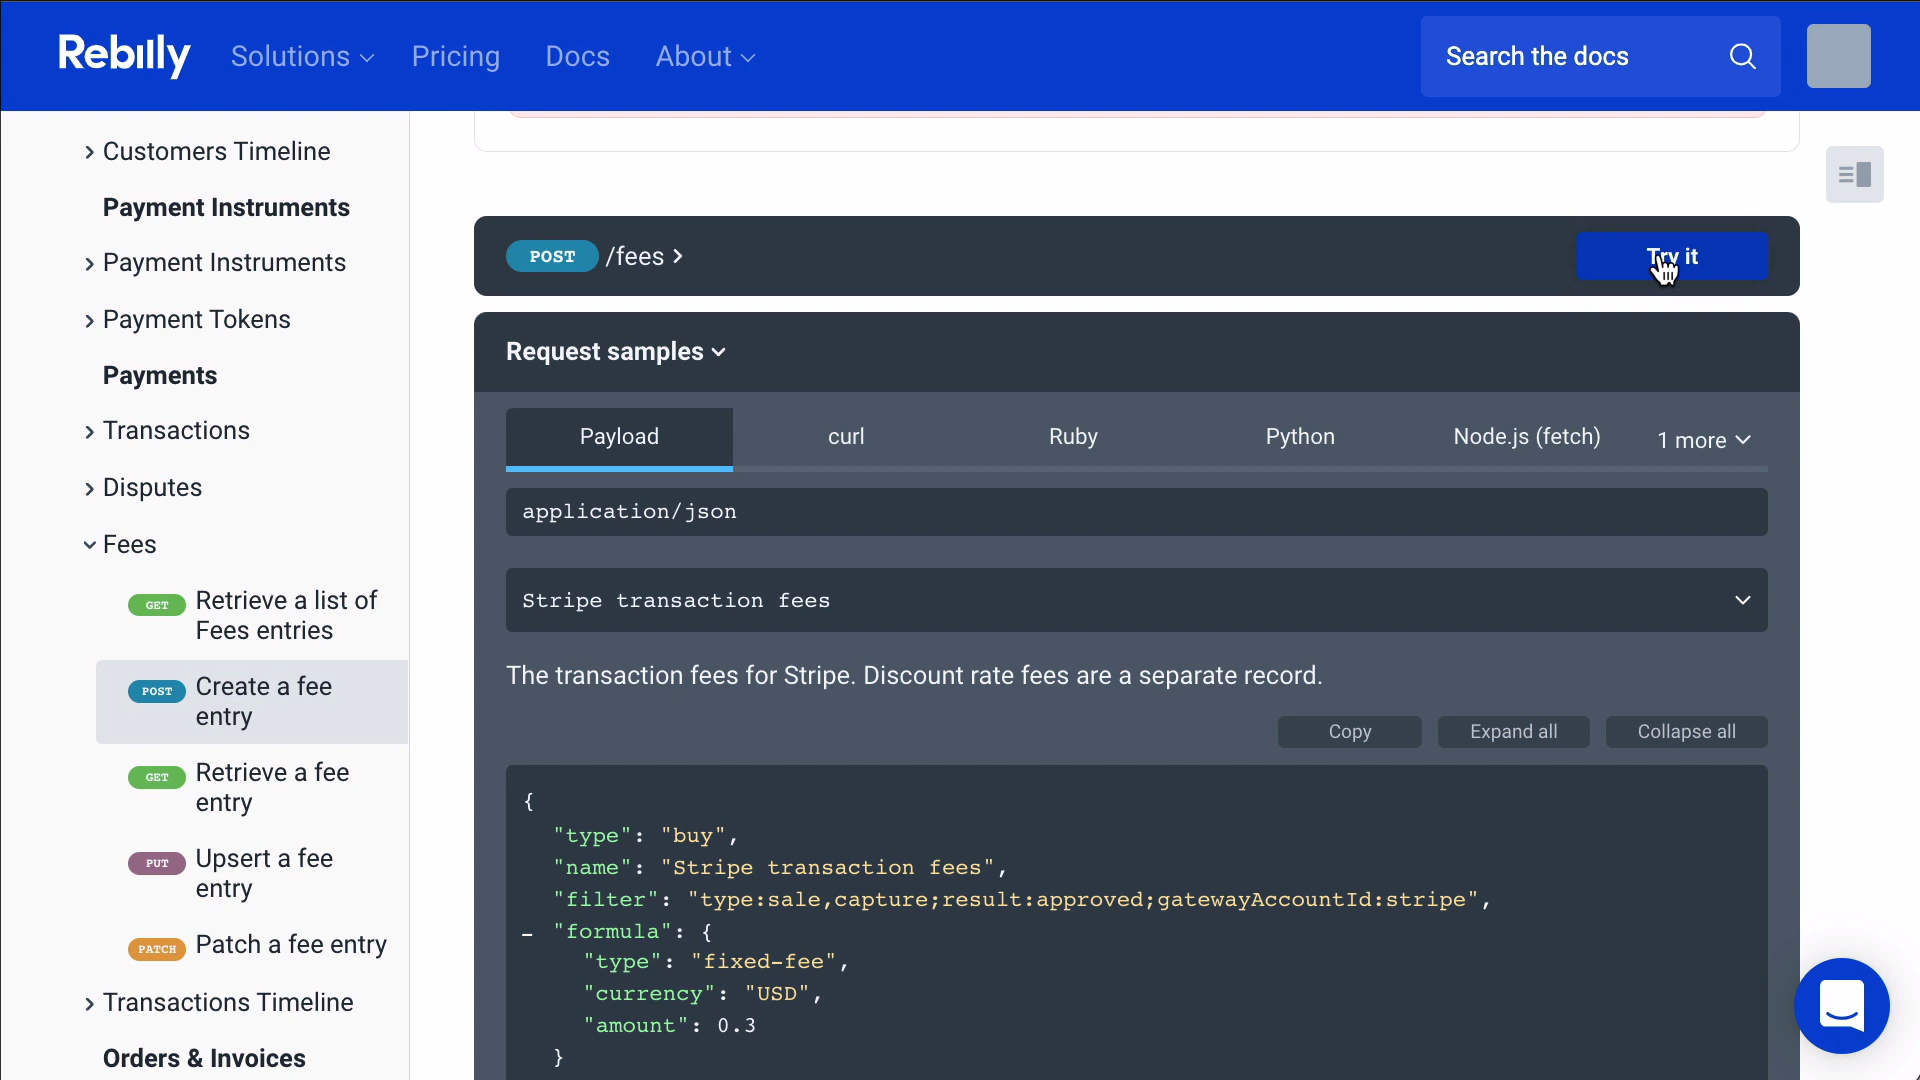 Rebilly
Solutions
Pricing
Docs
About
Search the docs
Customers Timeline
Payment Instruments
Payment Instruments
Payment Tokens
Payments
Transactions
Disputes
Fees
GET Retrieve a list of
Fees entries
POST Create a fee
entry
GET Retrieve a fee
entry
PUT Upsert a fee
entry
PATCH Patch a fee entry
Transactions Timeline
Orders & Invoices
POST /fees
Try it
Request samples
Payload
curl
Ruby
Python
Node.js (fetch)
1 more
application/json
Stripe transaction fees
The transaction fees for Stripe. Discount rate fees are a separate record.
Copy
Expand all
Collapse all
{
"type": "buy",
"name": "Stripe transaction fees",
"filter": "type:sale,capture;result:approved;gatewayAccountId:stripe",
- "formula": {
"type": "fixed-fee",
"currency": "USD",
"amount": 0.3
}